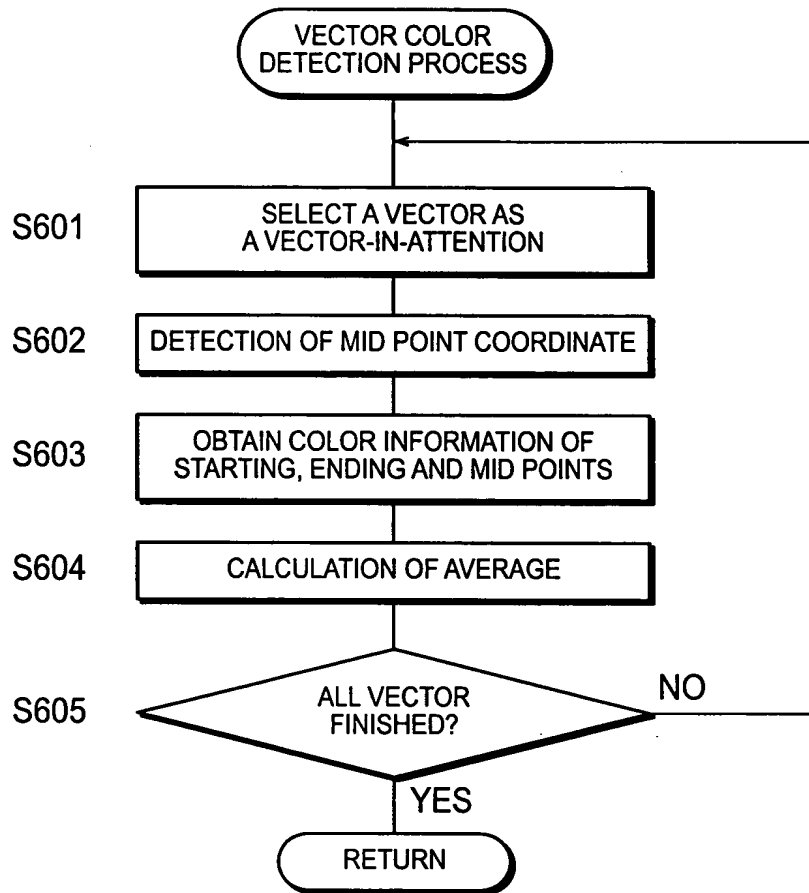 VECTOR COLOR
DETECTION PROCESS
S601
SELECT A VECTOR AS
A VECTOR-IN-ATTENTION
S602
DETECTION OF MID POINT COORDINATE
S603
OBTAIN COLOR INFORMATION OF
STARTING, ENDING AND MID POINTS
S604
CALCULATION OF AVERAGE
S605
ALL VECTOR
FINISHED?
NO
YES
RETURN